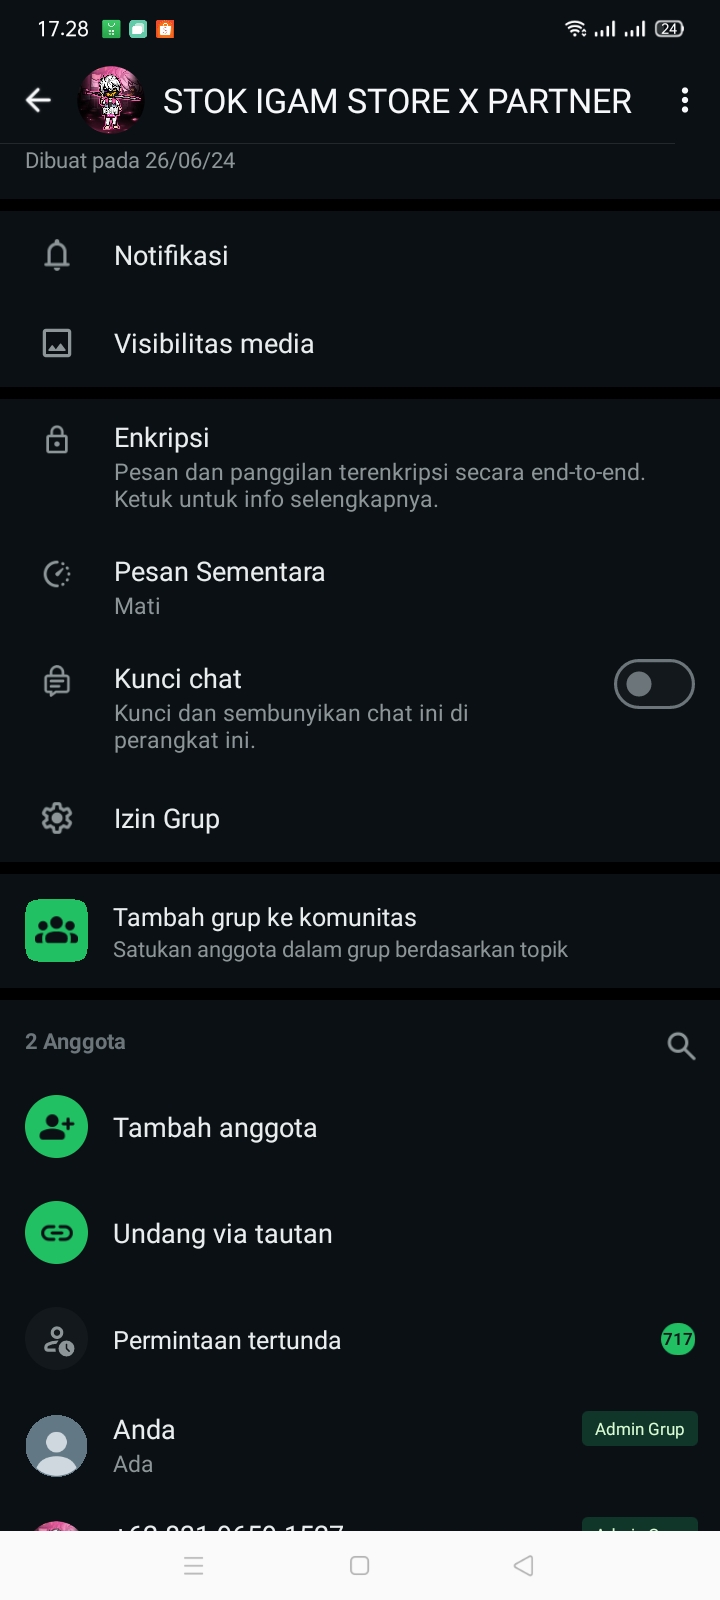 17.28
24
STOK IGAM STORE X PARTNER
Dibuat pada 26/06/24
Notifikasi
Visibilitas media
Enkripsi
Pesan dan panggilan terenkripsi secara end-to-end.
Ketuk untuk info selengkapnya.
Pesan Sementara
Mati
Kunci chat
Kunci dan sembunyikan chat ini di
perangkat ini.
Izin Grup
Tambah grup ke komunitas
Satukan anggota dalam grup berdasarkan topik
2 Anggota
Tambah anggota
Undang via tautan
Permintaan tertunda
717
Anda
Admin Grup
Ada